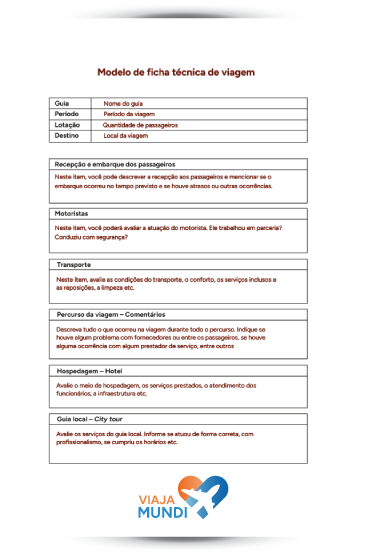 Modelo de ficha técnica de viagem
Guia Nome do guia
Período Período da viagem
Lotação Quantidade de passageiros
Destino Local da viagem
Recepção e embarque dos passageiros
Neste item, você pode descrever a recepção aos passageiros e mencionar se o
embarque ocorreu no tempo previsto e se houve atrasos ou outras ocorrências.
Motoristas
Neste item, você poderá avaliar a atuação do motorista. Ele trabalhou em parceria?
Conduziu com segurança?
Transporte
Neste item, avalie as condições do transporte, o conforto, os serviços inclusos e
as reposições, a limpeza etc.
Percurso da viagem – Comentários
Descreva tudo o que ocorreu na viagem durante todo o percurso. Indique se
houve algum problema com fornecedores ou entre os passageiros, se houve
alguma ocorrência com algum prestador de serviço, entre outros
Hospedagem – Hotel
Avalie o meio de hospedagem, os serviços prestados, o atendimento dos
funcionários, a infraestrutura etc.
Guia local – City tour
Avalie os serviços do guia local. Informe se atuou de forma correta, com
profissionalismo, se cumpriu os horários etc.
VIAJA
MUNDI